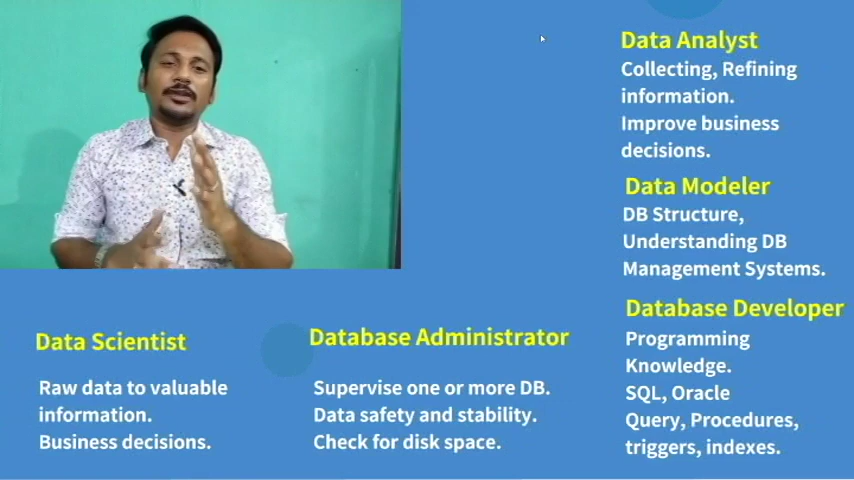 Data Analyst
Collecting, Refining
information.
Improve business
decisions.
Data Modeler
DB Structure,
Understanding DB
Management Systems.
Database Developer
Programming
Knowledge.
SQL, Oracle
Query, Procedures,
triggers, indexes.
Data Scientist
Raw data to valuable
information.
Business decisions.
Database Administrator
Supervise one or more DB.
Data safety and stability.
Check for disk space.